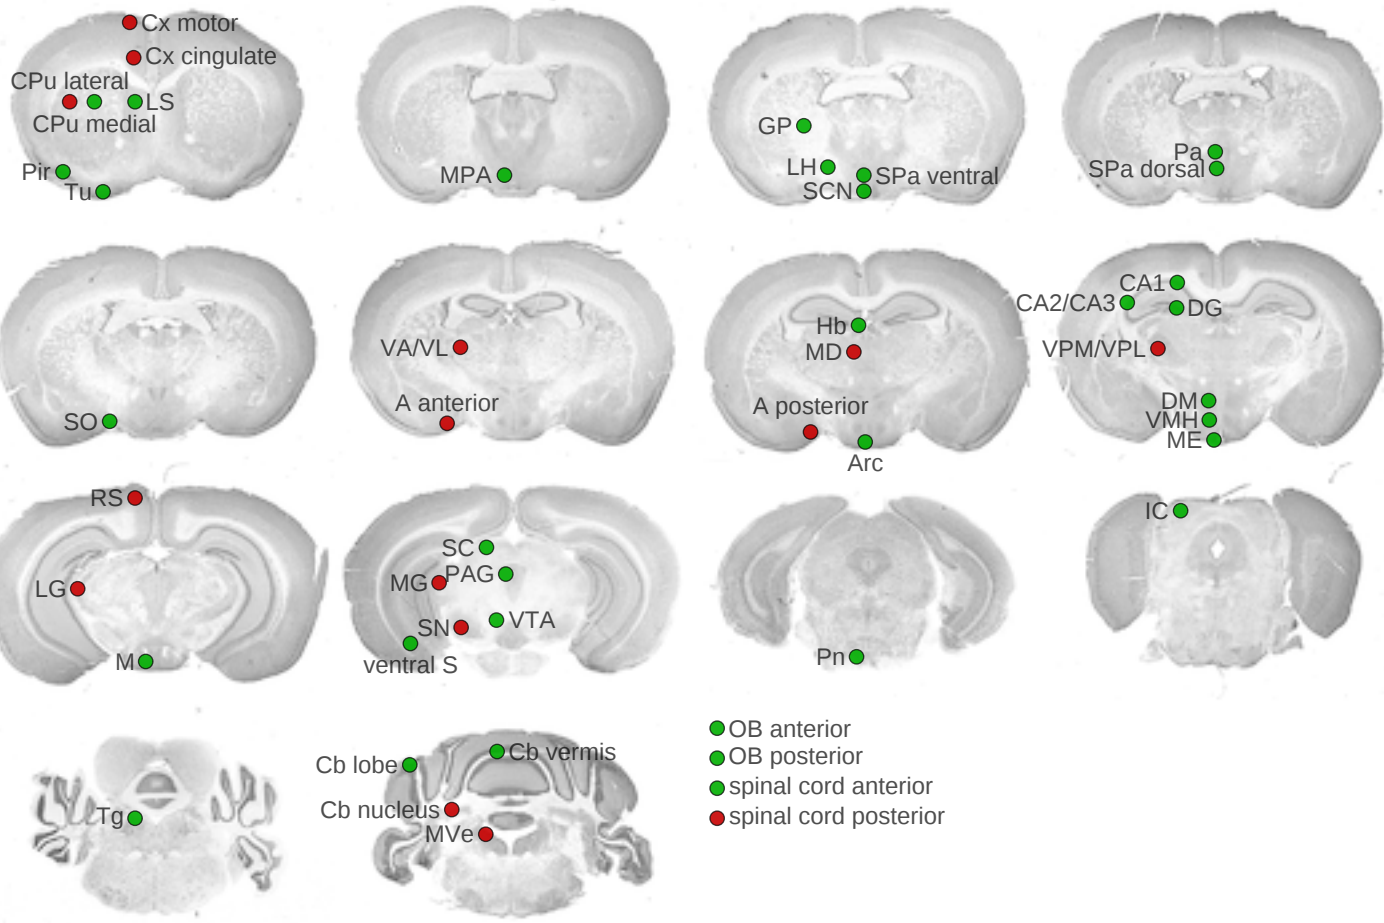 Cx motor
Cx cingulate
CPu lateral
LS
CPu medial
Pir
Tu
MPA
GP
LH
SPa ventral
SCN
Pa
SPa dorsal
SO
VA/VL
A anterior
Hb
MD
A posterior
Arc
CA1
CA2/CA3
DG
VPM/VPL
DM
VMH
ME
RS
LG
M
SC
MG
PAG
SN
VTA
ventral S
Pn
IC
Tg
Cb lobe
Cb vermis
Cb nucleus
MVe
OB anterior
OB posterior
spinal cord anterior
spinal cord posterior